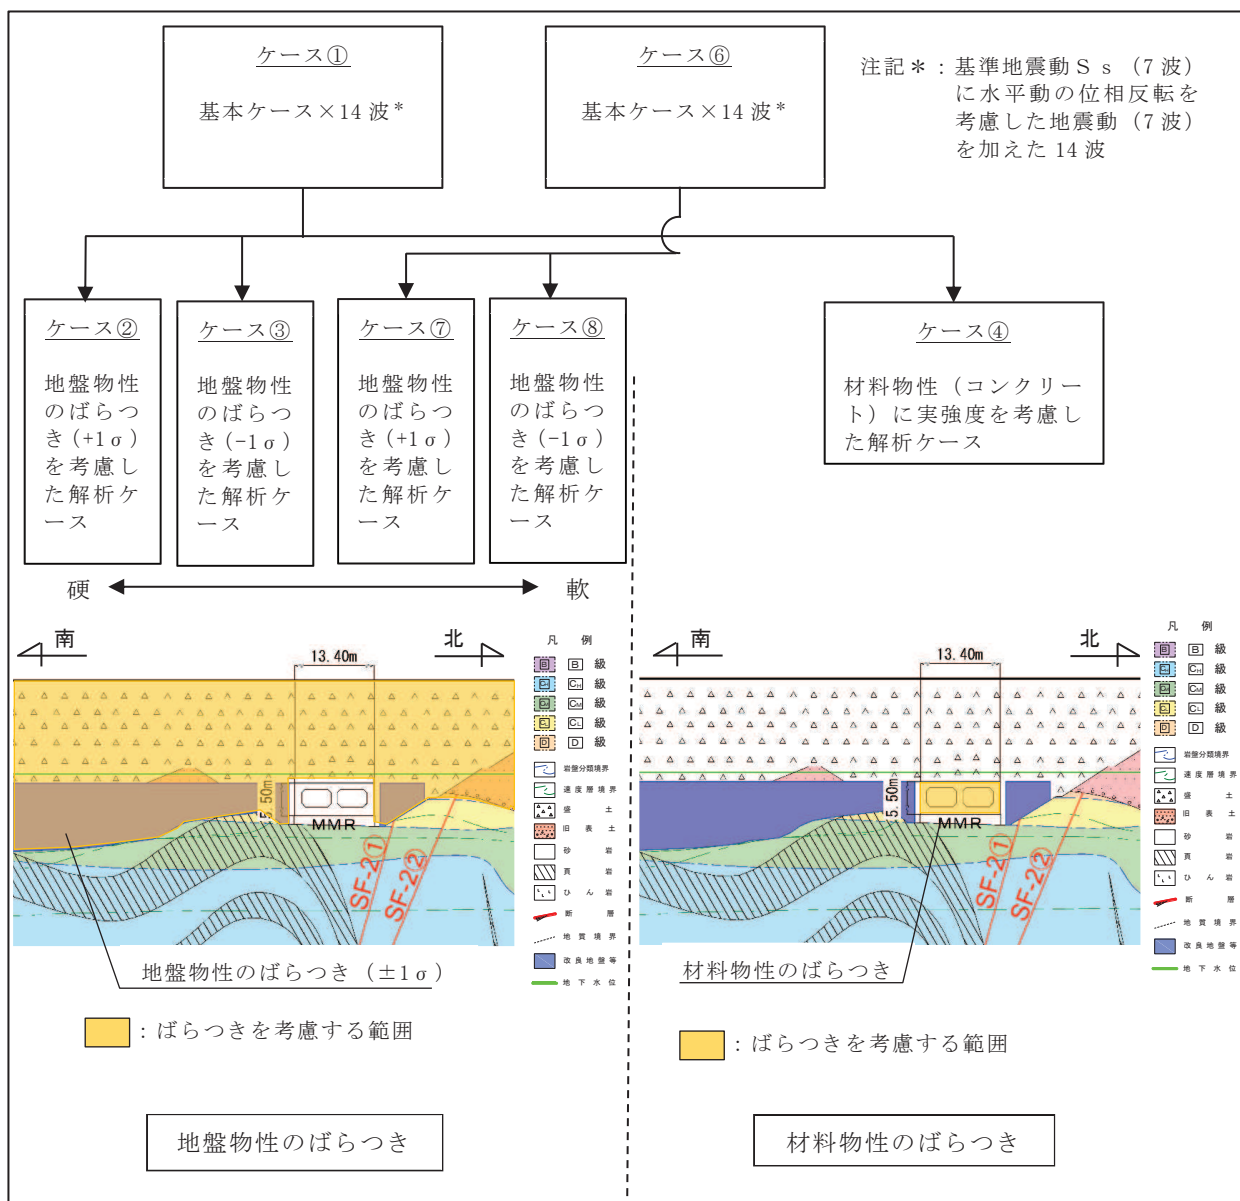 ケース①
基本ケース×14波*
ケース⑥
基本ケース×14波*
注記*：基準地震動Ｓｓ（7波）
に水平動の位相反転を
考慮した地震動（7波）
を加えた14波
ケース②
地盤物性
のばらつ
き(+1σ)
を考慮し
た解析ケ
ース
ケース③
地盤物性
のばらつ
き(-1σ)
を考慮し
た解析ケ
ース
ケース⑦
地盤物性
のばらつ
き(+1σ)
を考慮し
た解析ケ
ース
ケース⑧
地盤物性
のばらつ
き(-1σ)
を考慮し
た解析ケ
ース
ケース④
材料物性（コンクリー
ト）に実強度を考慮し
た解析ケース
硬
軟
南
北
13.40m
5.50m
MMR
SF-2①
SF-2②
凡例
B B 級
CH CH 級
CM CM 級
CL CL 級
D D 級
岩盤分類境界
速度層境界
盛土
旧表土
砂岩
頁岩
ひん岩
断層
地質境界
改良地盤等
地下水位
地盤物性のばらつき（±1σ）
：ばらつきを考慮する範囲
地盤物性のばらつき
南
北
13.40m
5.50m
MMR
SF-2①
SF-2②
凡例
B B 級
CH CH 級
CM CM 級
CL CL 級
D D 級
岩盤分類境界
速度層境界
盛土
旧表土
砂岩
頁岩
ひん岩
断層
地質境界
改良地盤等
地下水位
材料物性のばらつき
：ばらつきを考慮する範囲
材料物性のばらつき